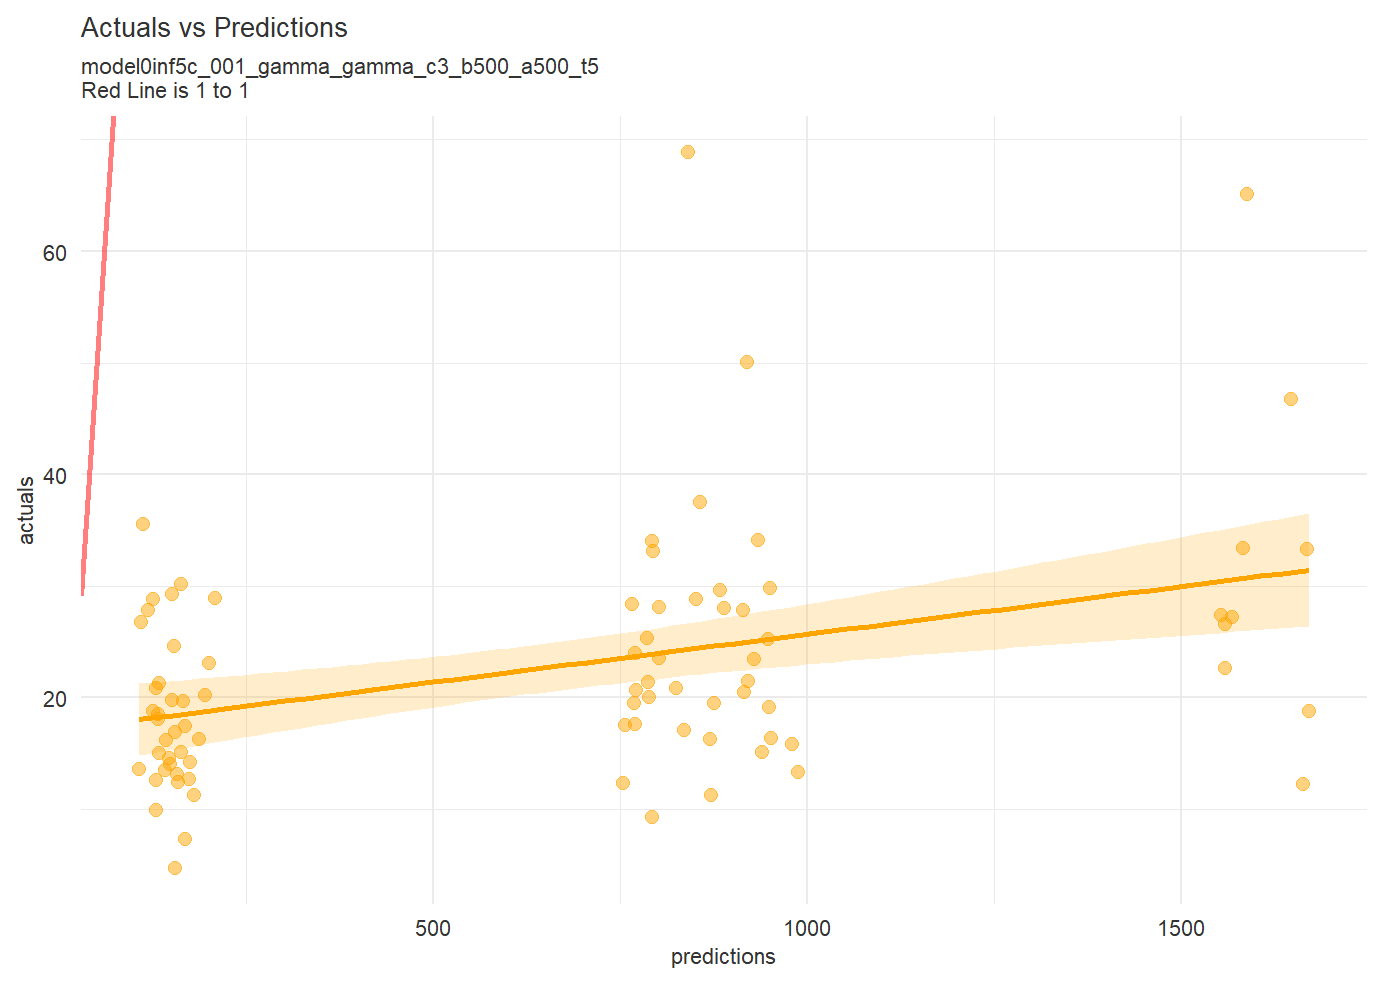 Actuals vs Predictions
model0inf5c_001_gamma_gamma_c3_b500_a500_t5
Red Line is 1 to 1
60
40
20
actuals
500
1000
1500
predictions